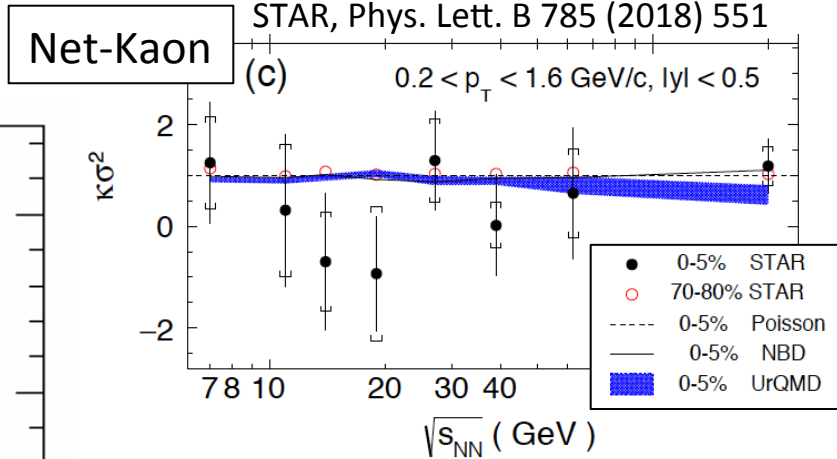 STAR, Phys. Lett. B 785 (2018) 551
Net-Kaon
(c)
0.2 < p_T < 1.6 GeV/c, |y| < 0.5
κσ²
2
0
−2
7 8 10 20 30 40
√s_NN ( GeV )
0-5% STAR
70-80% STAR
0-5% Poisson
0-5% NBD
0-5% UrQMD